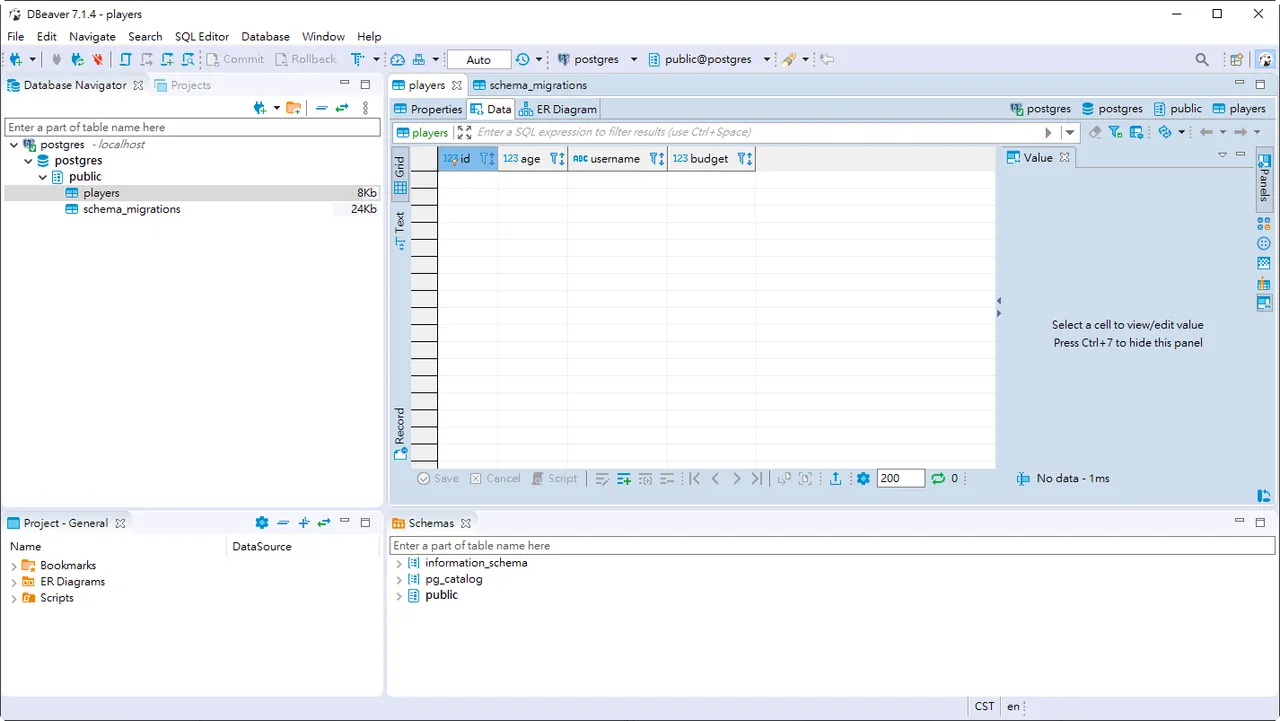 DBeaver 7.1.4 - players
File Edit Navigate Search SQL Editor Database Window Help
Commit Rollback Auto postgres public@postgres
Database Navigator Projects
Enter a part of table name here
postgres - localhost
postgres
public
players 8Kb
schema_migrations 24Kb
players schema_migrations
Properties Data ER Diagram postgres postgres public players
players Enter a SQL expression to filter results (use Ctrl+Space)
Grid
Text
Record
123 id 123 age ABC username 123 budget
Value
Panels
Select a cell to view/edit value
Press Ctrl+7 to hide this panel
Save Cancel Script 200 0 No data - 1ms
Project - General
Name DataSource
Bookmarks
ER Diagrams
Scripts
Schemas
Enter a part of table name here
information_schema
pg_catalog
public
CST en